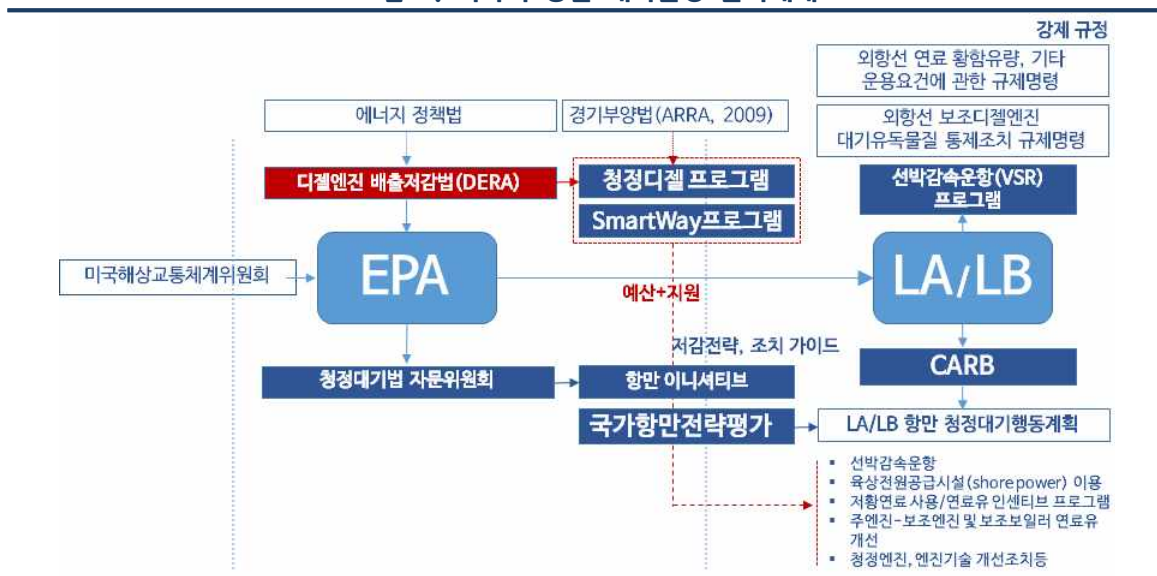 강제 규정
외항선 연료 황함유량, 기타
운용요건에 관한 규제명령
에너지 정책법
경기부양법(ARRA, 2009)
외항선 보조디젤엔진
대기유독물질 통제조치 규제명령
디젤엔진 배출저감법(DERA)
청정디젤 프로그램
SmartWay프로그램
선박감속운항(VSR)
프로그램
미국해상교통체계위원회
EPA
LA/LB
예산+지원
저감전략, 조치 가이드
청정대기법 자문위원회
항만 이니셔티브
CARB
국가항만전략평가
LA/LB 항만 청정대기행동계획
▪ 선박감속운항
▪ 육상전원공급시설(shore power) 이용
▪ 저황연료 사용/연료유 인센티브 프로그램
▪ 주엔진-보조엔진 및 보조보일러 연료유
개선
▪ 청정엔진, 엔진기술 개선조치등